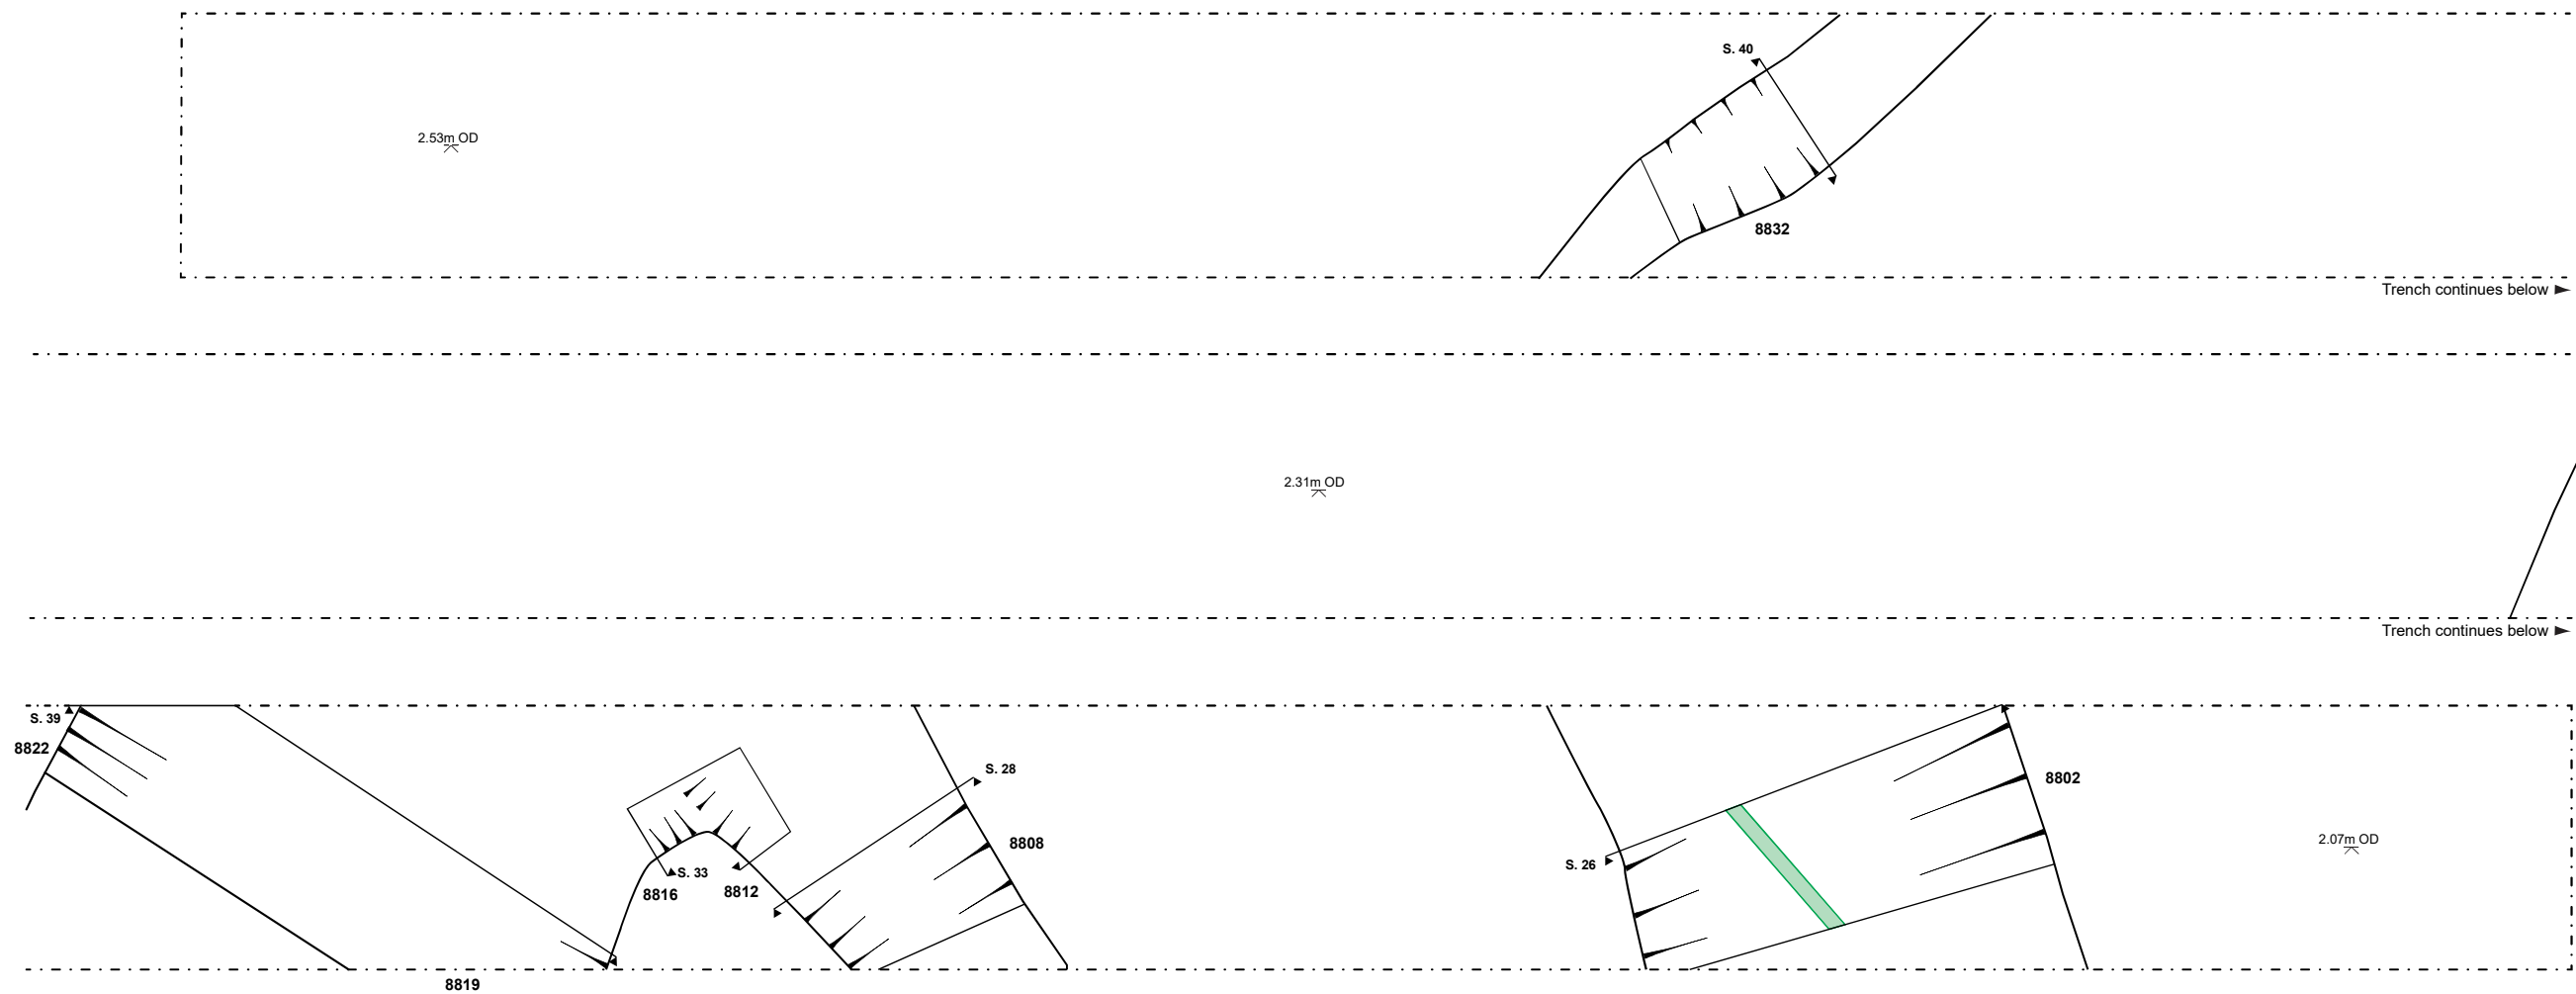 S. 40
2.53m OD
8832
Trench continues below ►
2.31m OD
Trench continues below ►
S. 39
8822
S. 28
8802
8808
2.07m OD
S. 26
S. 33
8816
8812
8819